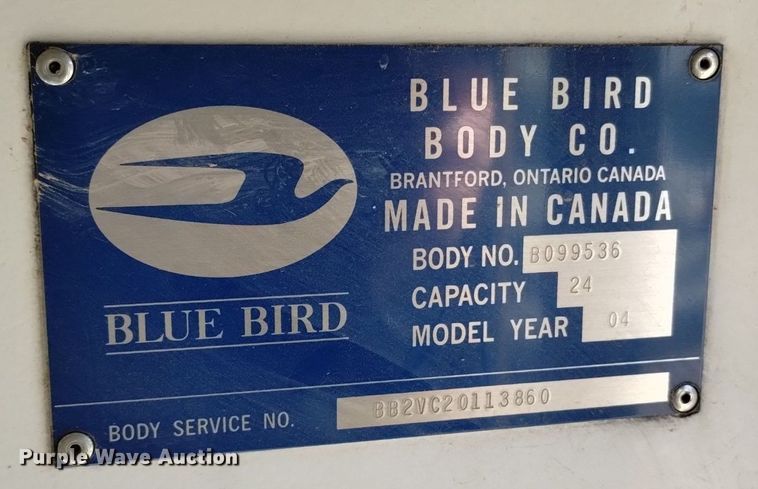 BLUE BIRD
BLUE BIRD
BODY CO.
BRANTFORD, ONTARIO CANADA
MADE IN CANADA
BODY NO. B099536
CAPACITY 24
MODEL YEAR 04
BODY SERVICE NO. BB2VC20113860
Purple Wave Auction